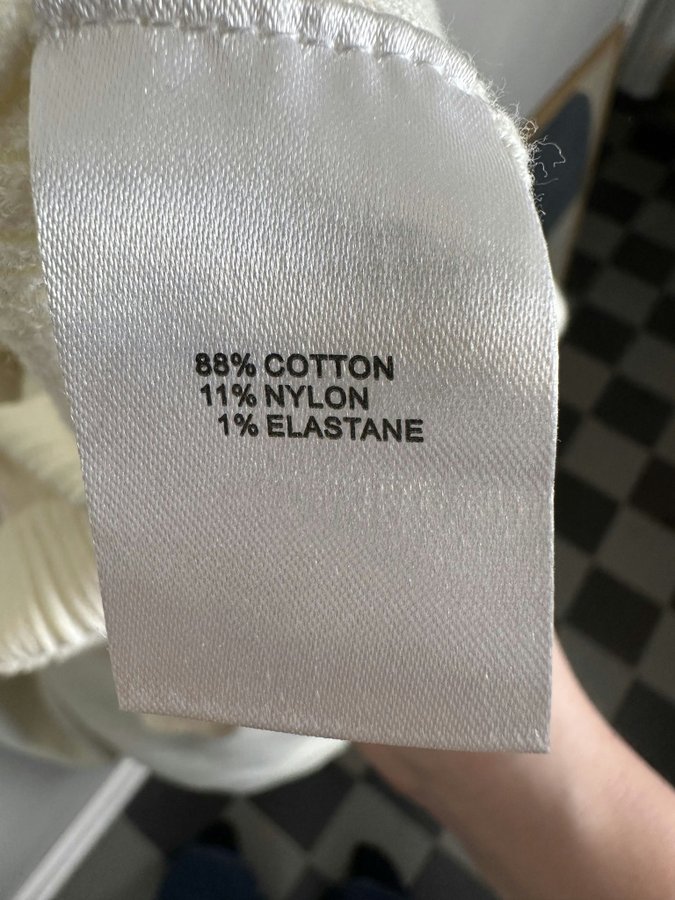 88% COTTON
11% NYLON
1% ELASTANE